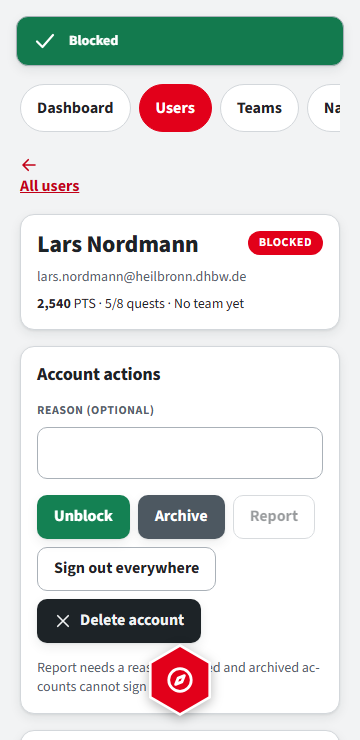 Blocked
Dashboard Users Teams
←
All users
Lars Nordmann BLOCKED
lars.nordmann@heilbronn.dhbw.de
2,540 PTS · 5/8 quests · No team yet
Account actions
REASON (OPTIONAL)
Unblock Archive Report
Sign out everywhere
Delete account
Report needs a and archived ac-
counts cannot sign